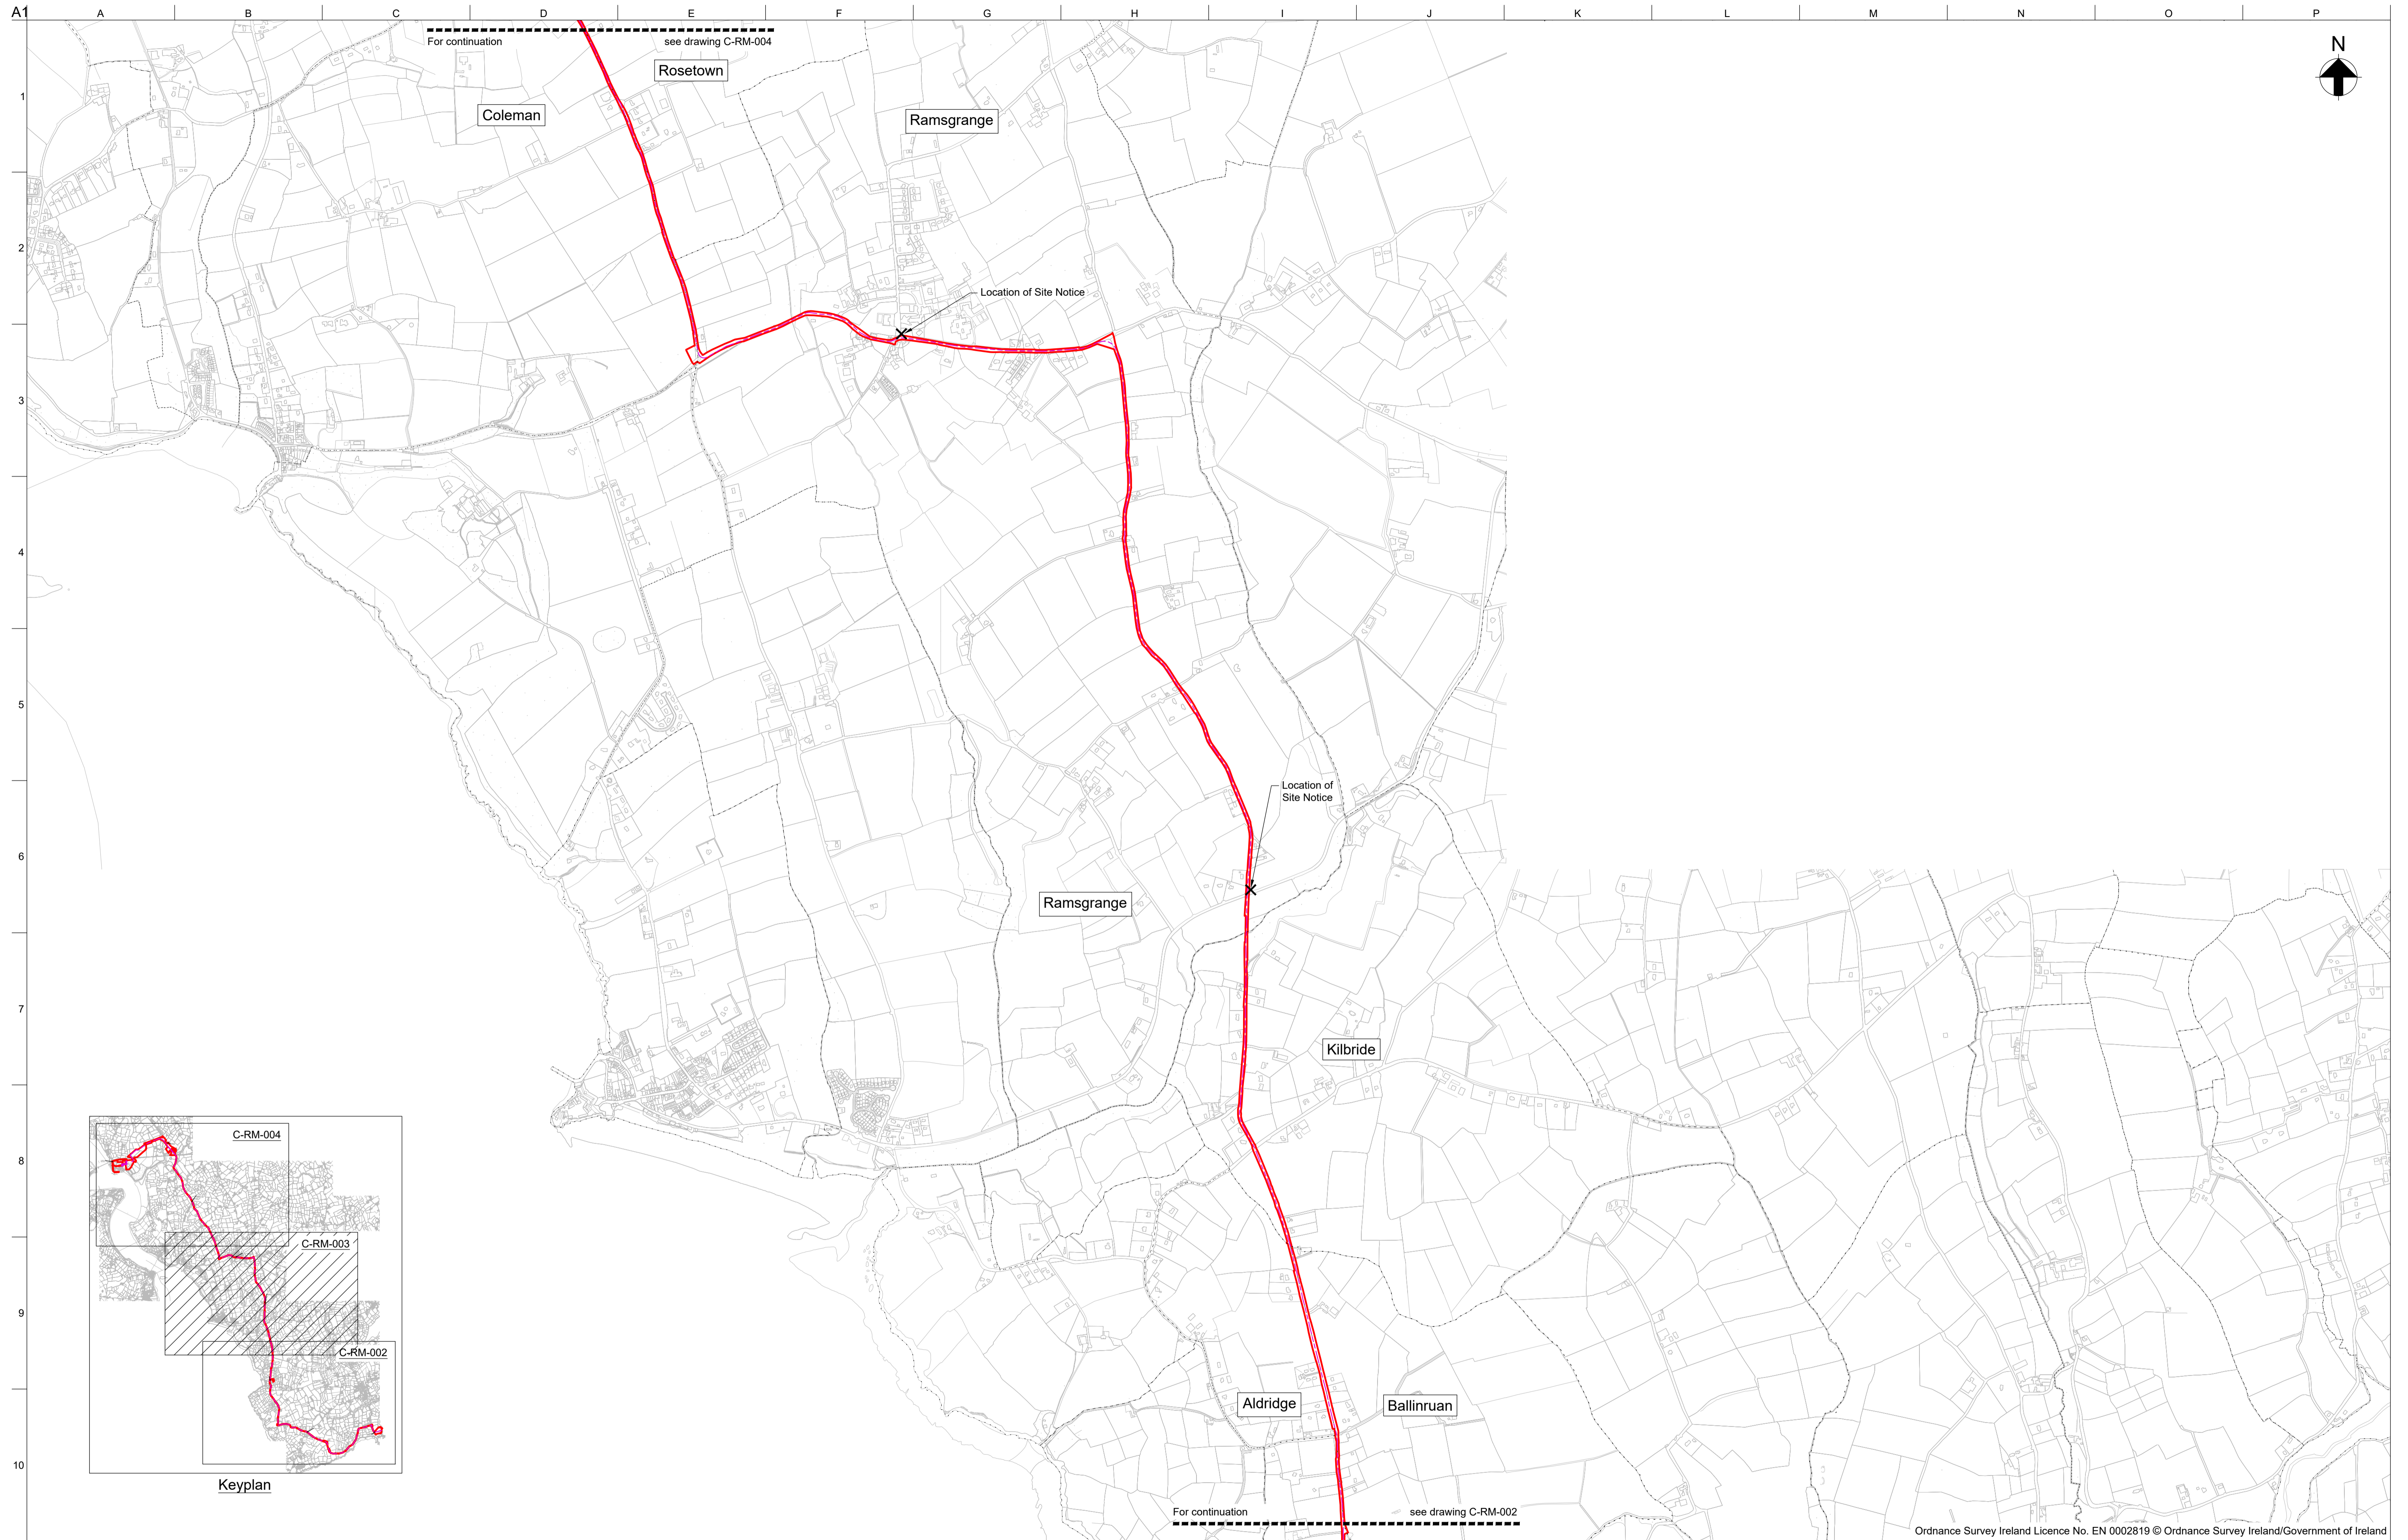 A1
A B C D E F G H I J K L M N O P
For continuation see drawing C-RM-004
N
Rosetown
1
Coleman
Ramsgrange
2
Location of Site Notice
3
4
5
Location of
Site Notice
6
Ramsgrange
7
Kilbride
C-RM-004
8
C-RM-003
9
C-RM-002
Aldridge
Ballinruan
10
Keyplan
For continuation see drawing C-RM-002
Ordnance Survey Ireland Licence No. EN 0002819 © Ordnance Survey Ireland/Government of Ireland